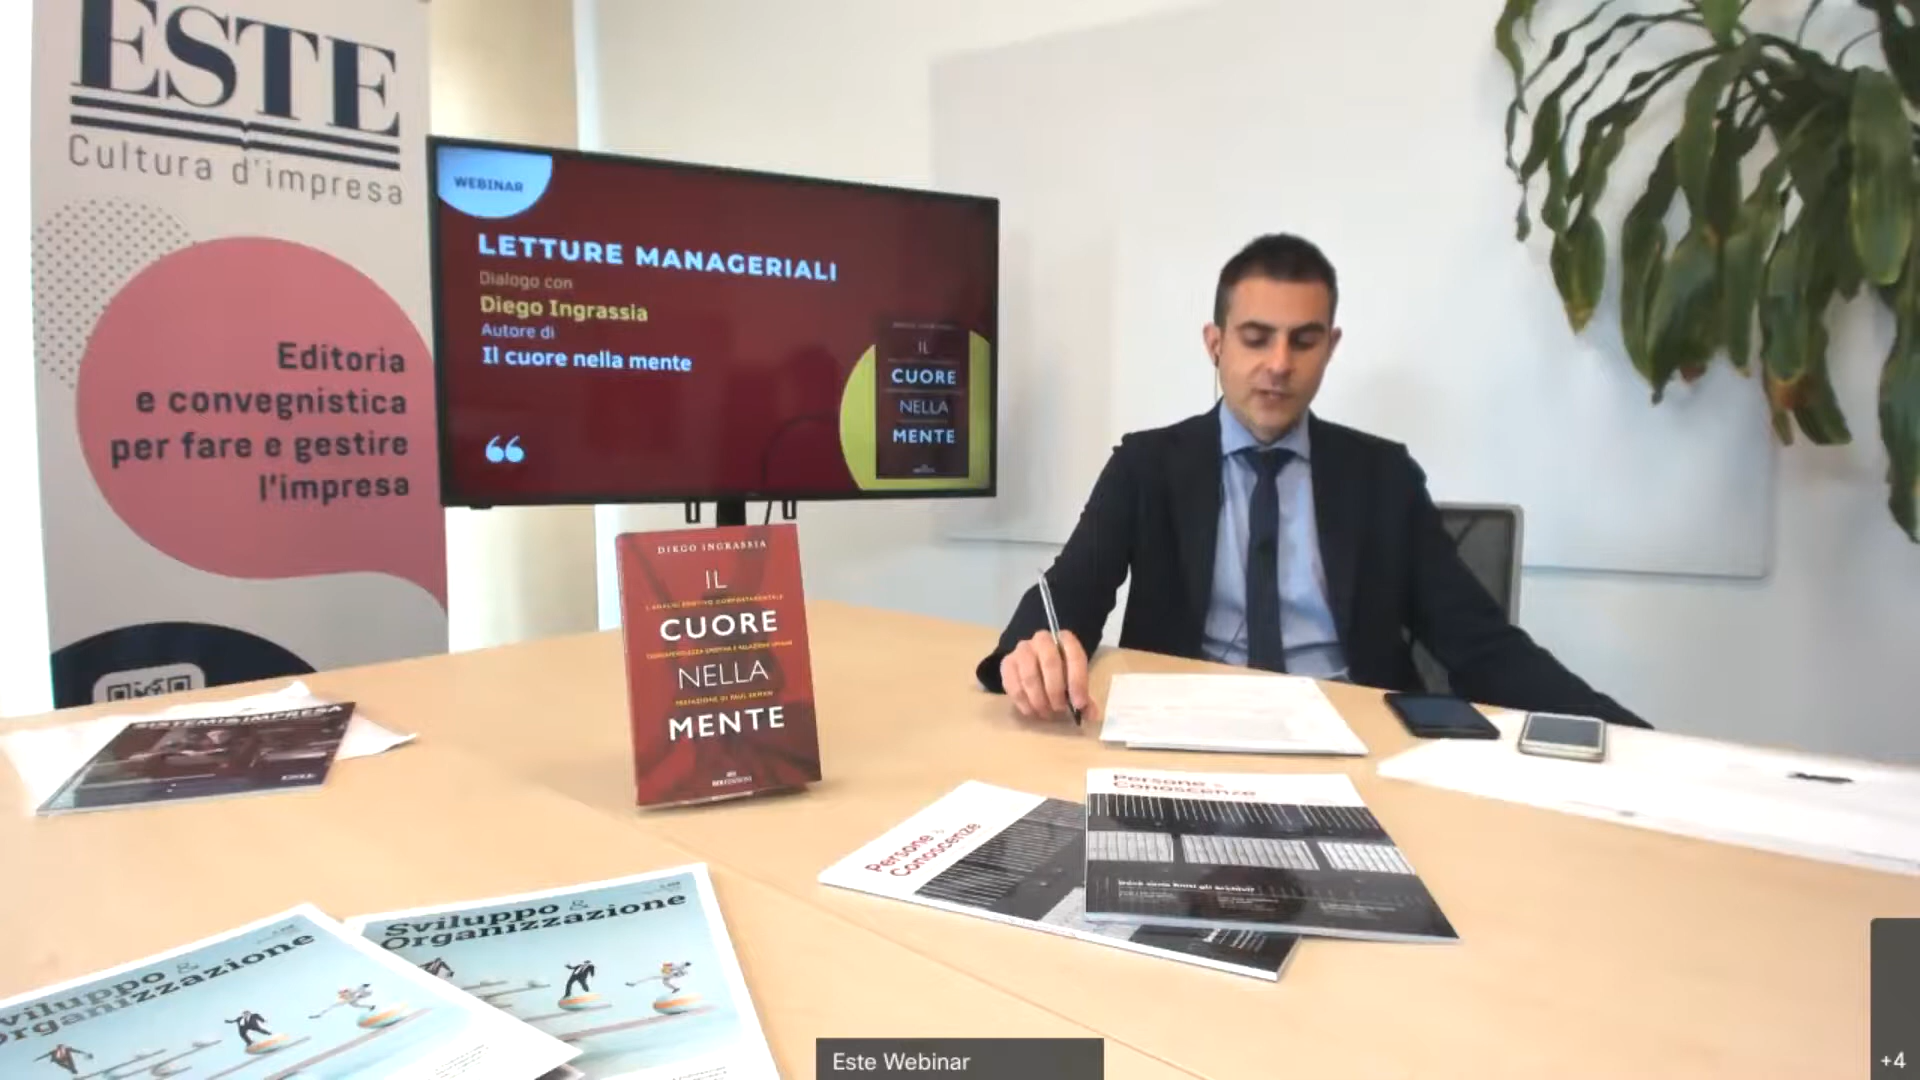 ESTE
Cultura d'impresa
Editoria
e convegnistica
per fare e gestire
l'impresa
WEBINAR
LETTURE MANAGERIALI
Dialogo con
Diego Ingrassia
Autore di
Il cuore nella mente
IL
CUORE
NELLA
MENTE
DIEGO INGRASSIA
IL
CUORE
NELLA
MENTE
SISTEMI&IMPRESA
ESTE
Persone &
Conoscenze
Persone &
Conoscenze
Sviluppo &
Organizzazione
Sviluppo &
Organizzazione
Este Webinar
+4